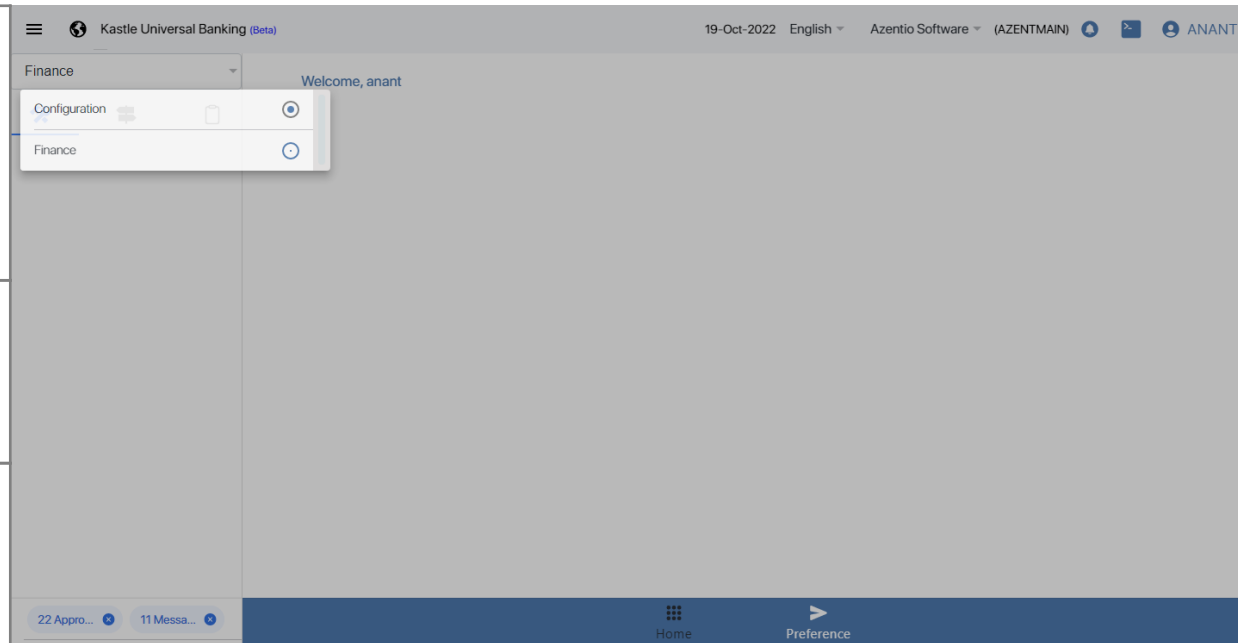 Kastle Universal Banking (Beta)
19-Oct-2022 English Azentio Software (AZENTMAIN) ANANT
Finance
Welcome, anant
Configuration
Finance
22 Appro... 11 Messa...
Home Preference